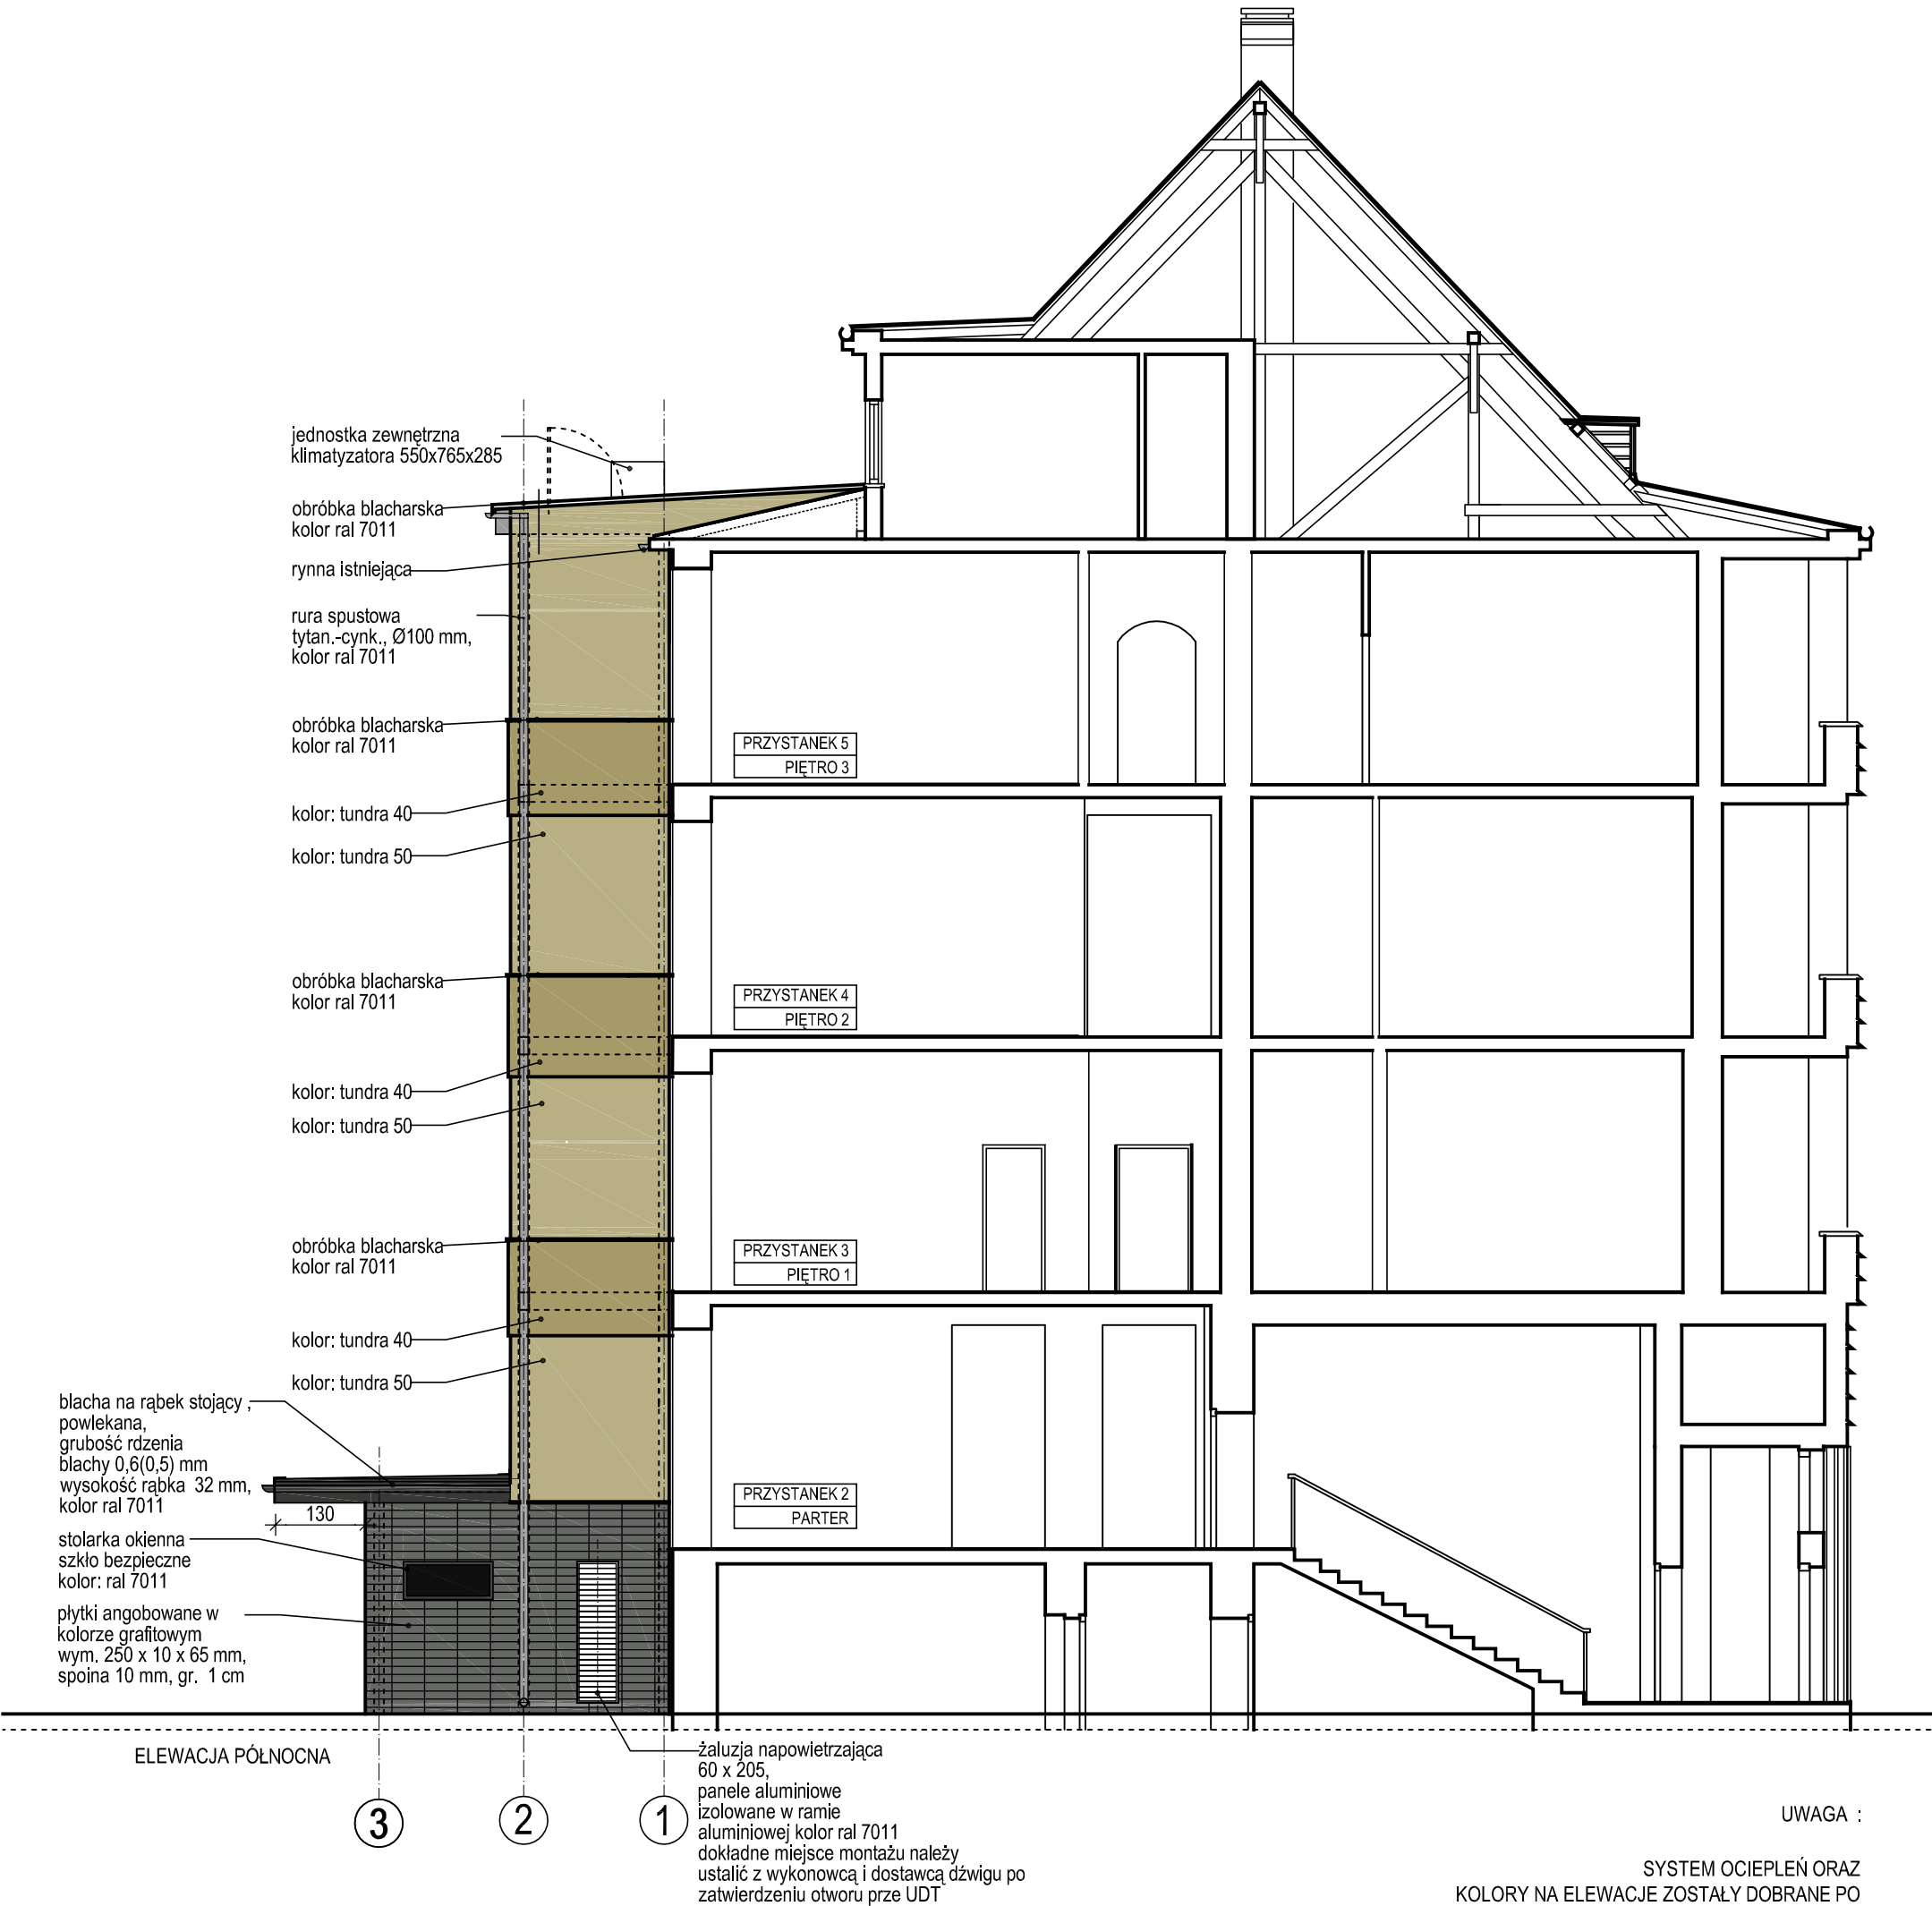 jednostka zewnętrzna
klimatyzatora 550x765x285
obróbka blacharska
kolor ral 7011
rynna istniejąca
rura spustowa
tytan.-cynk., Ø100 mm,
kolor ral 7011
obróbka blacharska
kolor ral 7011
PRZYSTANEK 5
PIĘTRO 3
kolor: tundra 40
kolor: tundra 50
obróbka blacharska
kolor ral 7011
PRZYSTANEK 4
PIĘTRO 2
kolor: tundra 40
kolor: tundra 50
obróbka blacharska
kolor ral 7011
PRZYSTANEK 3
PIĘTRO 1
kolor: tundra 40
kolor: tundra 50
blacha na rąbek stojący ,
powlekana,
grubość rdzenia
blachy 0,6(0,5) mm
wysokość rąbka 32 mm,
kolor ral 7011
130
PRZYSTANEK 2
PARTER
stolarka okienna
szkło bezpieczne
kolor: ral 7011
płytki angobowane w
kolorze grafitowym
wym. 250 x 10 x 65 mm,
spoina 10 mm, gr. 1 cm
ELEWACJA PÓŁNOCNA
żaluzja napowietrzająca
60 x 205,
panele aluminiowe
izolowane w ramie
aluminiowej kolor ral 7011
dokładne miejsce montażu należy
ustalić z wykonowcą i dostawcą dźwigu po
zatwierdzeniu otworu prze UDT
3
2
1
UWAGA :
SYSTEM OCIEPLEŃ ORAZ
KOLORY NA ELEWACJE ZOSTAŁY DOBRANE PO